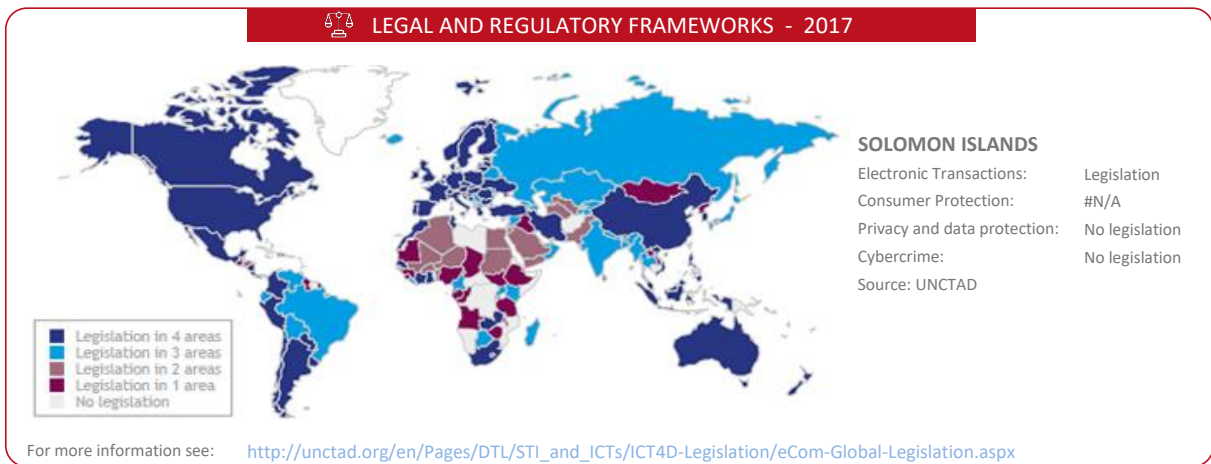 LEGAL AND REGULATORY FRAMEWORKS - 2017
SOLOMON ISLANDS
Electronic Transactions: Legislation
Consumer Protection: #N/A
Privacy and data protection: No legislation
Cybercrime: No legislation
Source: UNCTAD
Legislation in 4 areas
Legislation in 3 areas
Legislation in 2 areas
Legislation in 1 area
No legislation
For more information see: http://unctad.org/en/Pages/DTL/STI_and_ICTs/ICT4D-Legislation/eCom-Global-Legislation.aspx